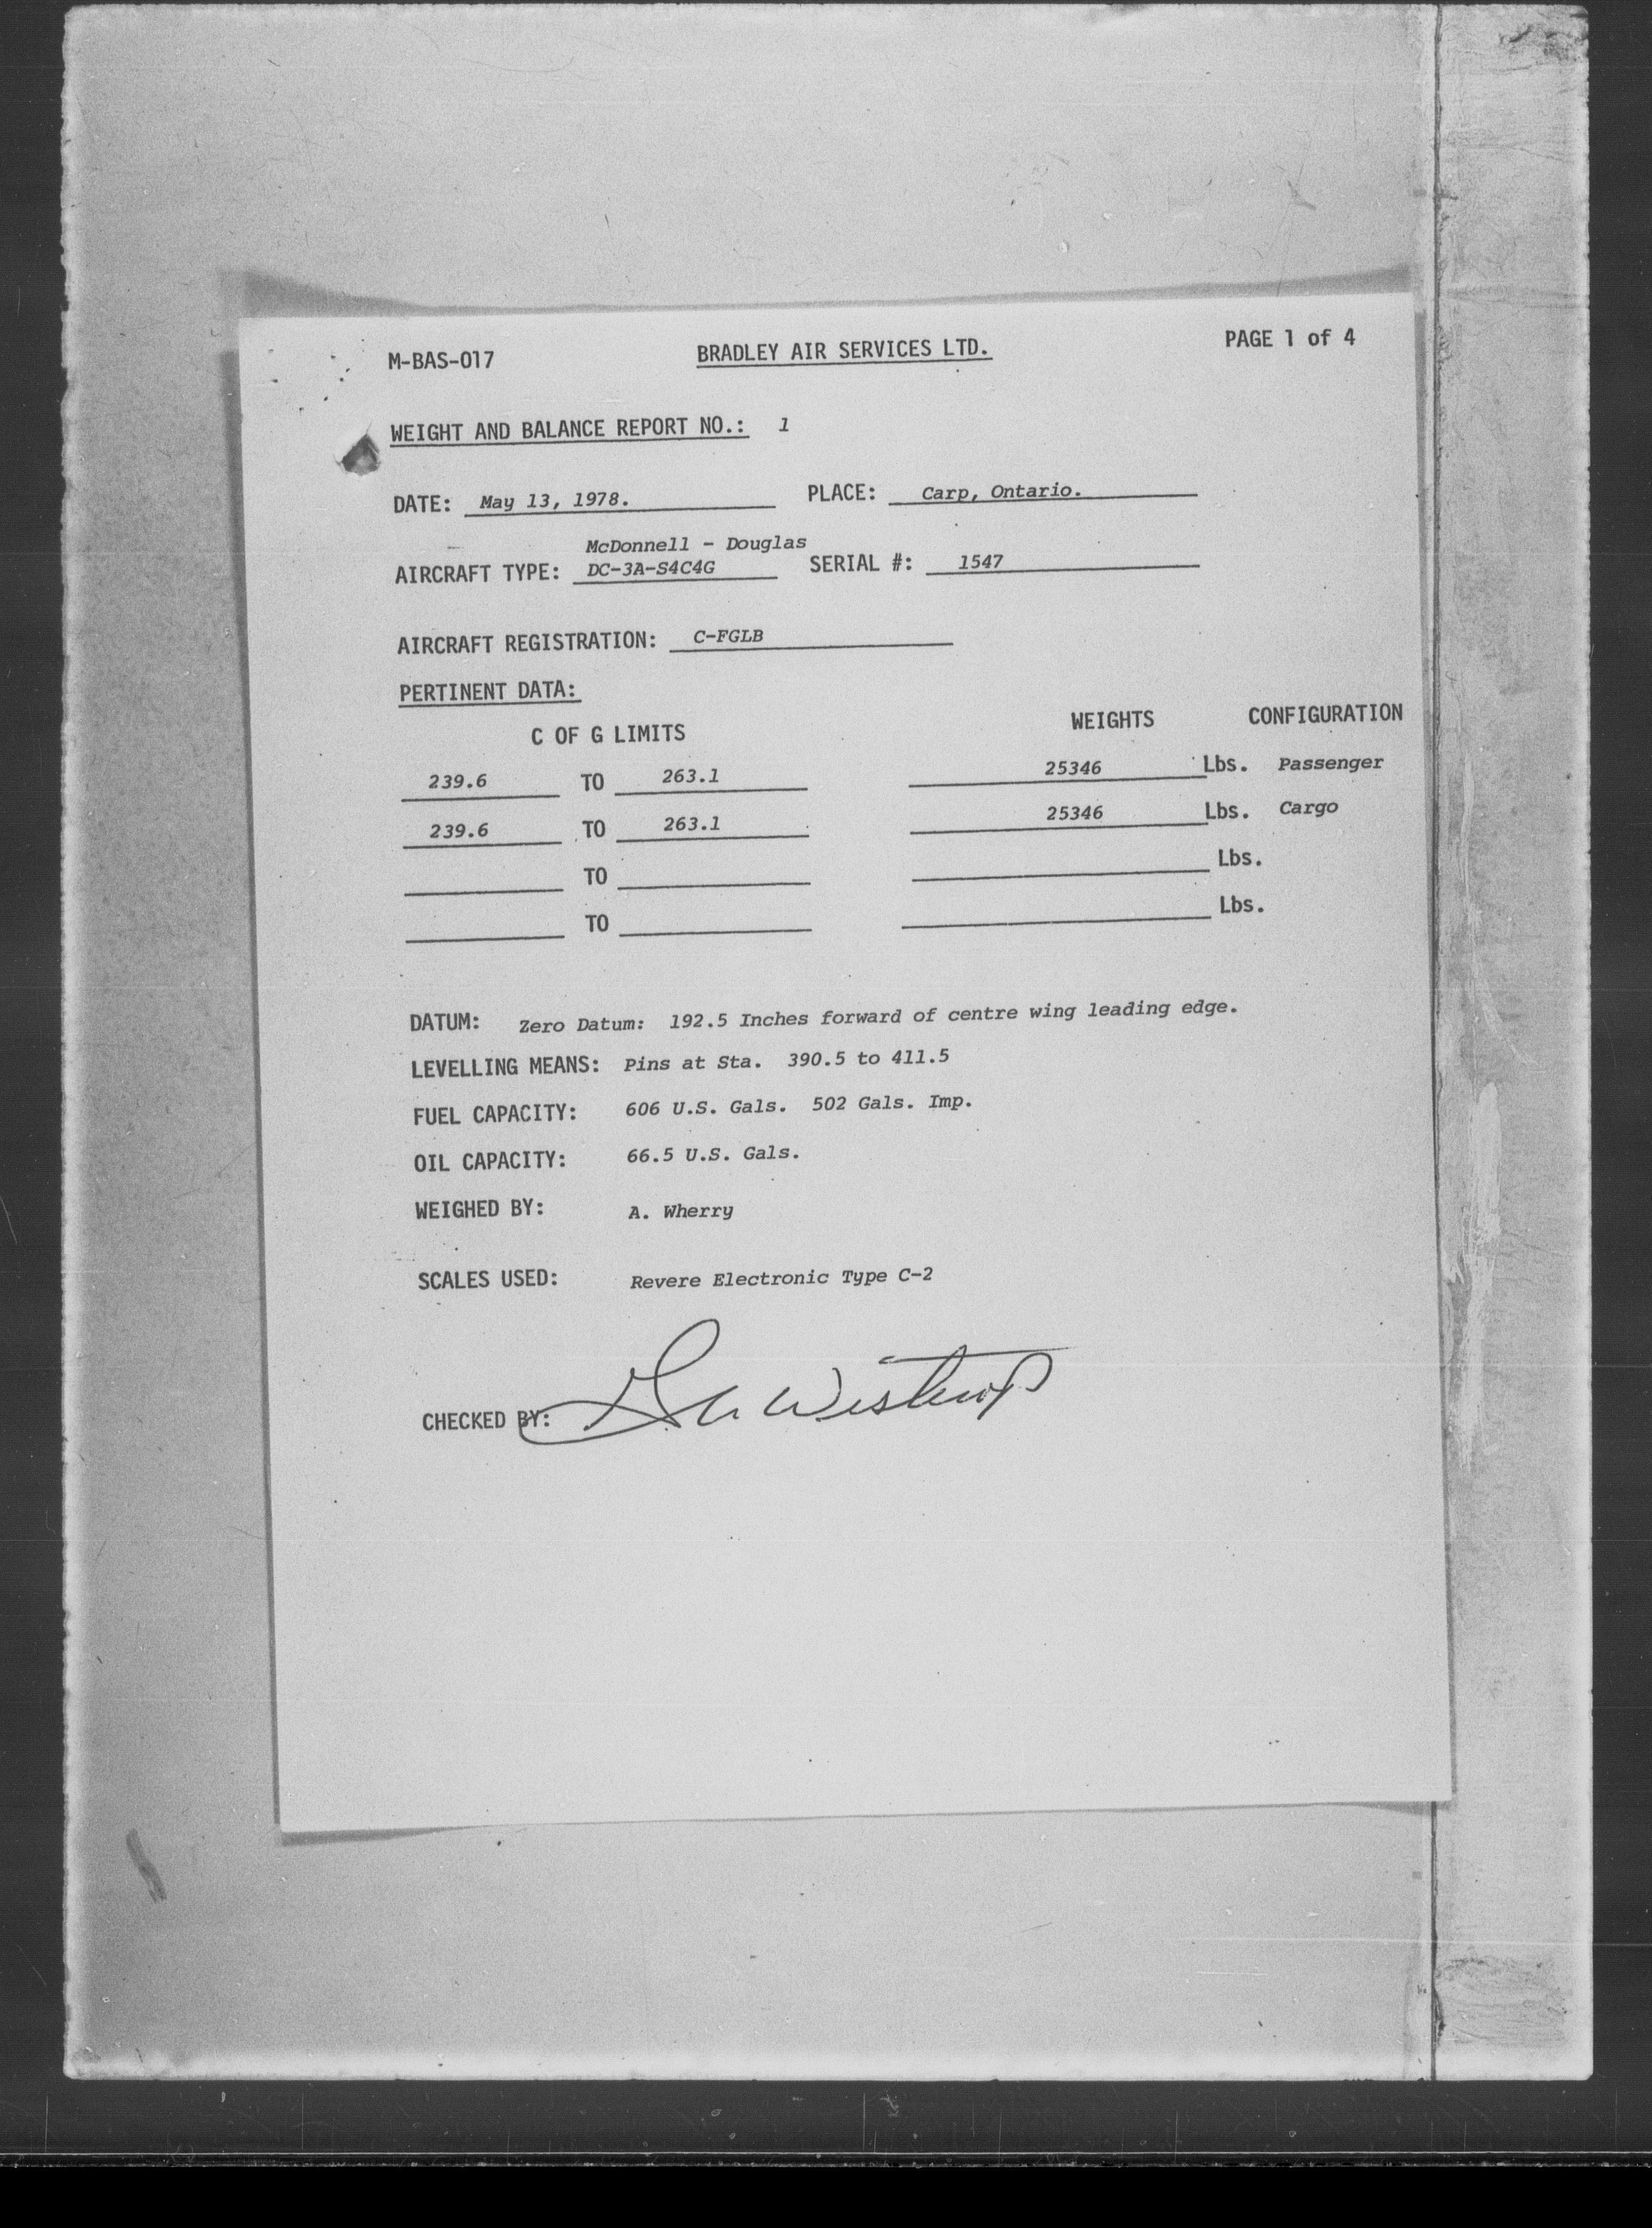 M-BAS-017 BRADLEY AIR SERVICES LTD. PAGE 1 of 4
WEIGHT AND BALANCE REPORT NO.: 1
DATE: May 13, 1978. PLACE: Carp, Ontario.
McDonnell - Douglas
AIRCRAFT TYPE: DC-3A-S4C4G SERIAL #: 1547
AIRCRAFT REGISTRATION: C-FGLB
PERTINENT DATA:
C OF G LIMITS WEIGHTS CONFIGURATION
239.6 TO 263.1 25346 Lbs. Passenger
239.6 TO 263.1 25346 Lbs. Cargo
TO Lbs.
TO Lbs.
DATUM: Zero Datum: 192.5 Inches forward of centre wing leading edge.
LEVELLING MEANS: Pins at Sta. 390.5 to 411.5
FUEL CAPACITY: 606 U.S. Gals. 502 Gals. Imp.
OIL CAPACITY: 66.5 U.S. Gals.
WEIGHED BY: A. Wherry
SCALES USED: Revere Electronic Type C-2
CHECKED BY: